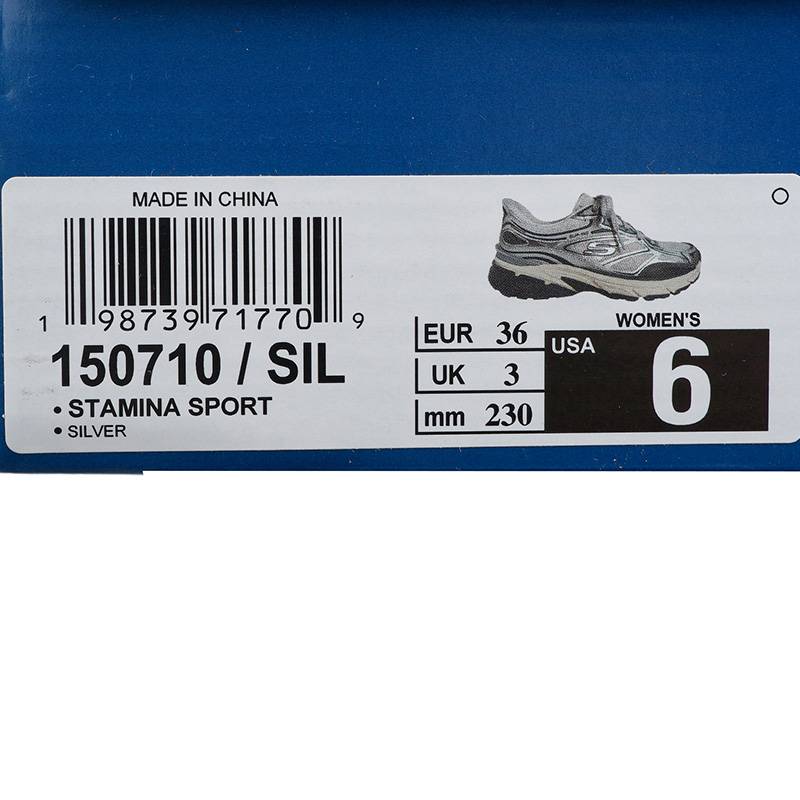 MADE IN CHINA
1 98739 71770 9
150710 / SIL
• STAMINA SPORT
• SILVER
EUR 36
UK 3
mm 230
WOMEN'S
USA 6